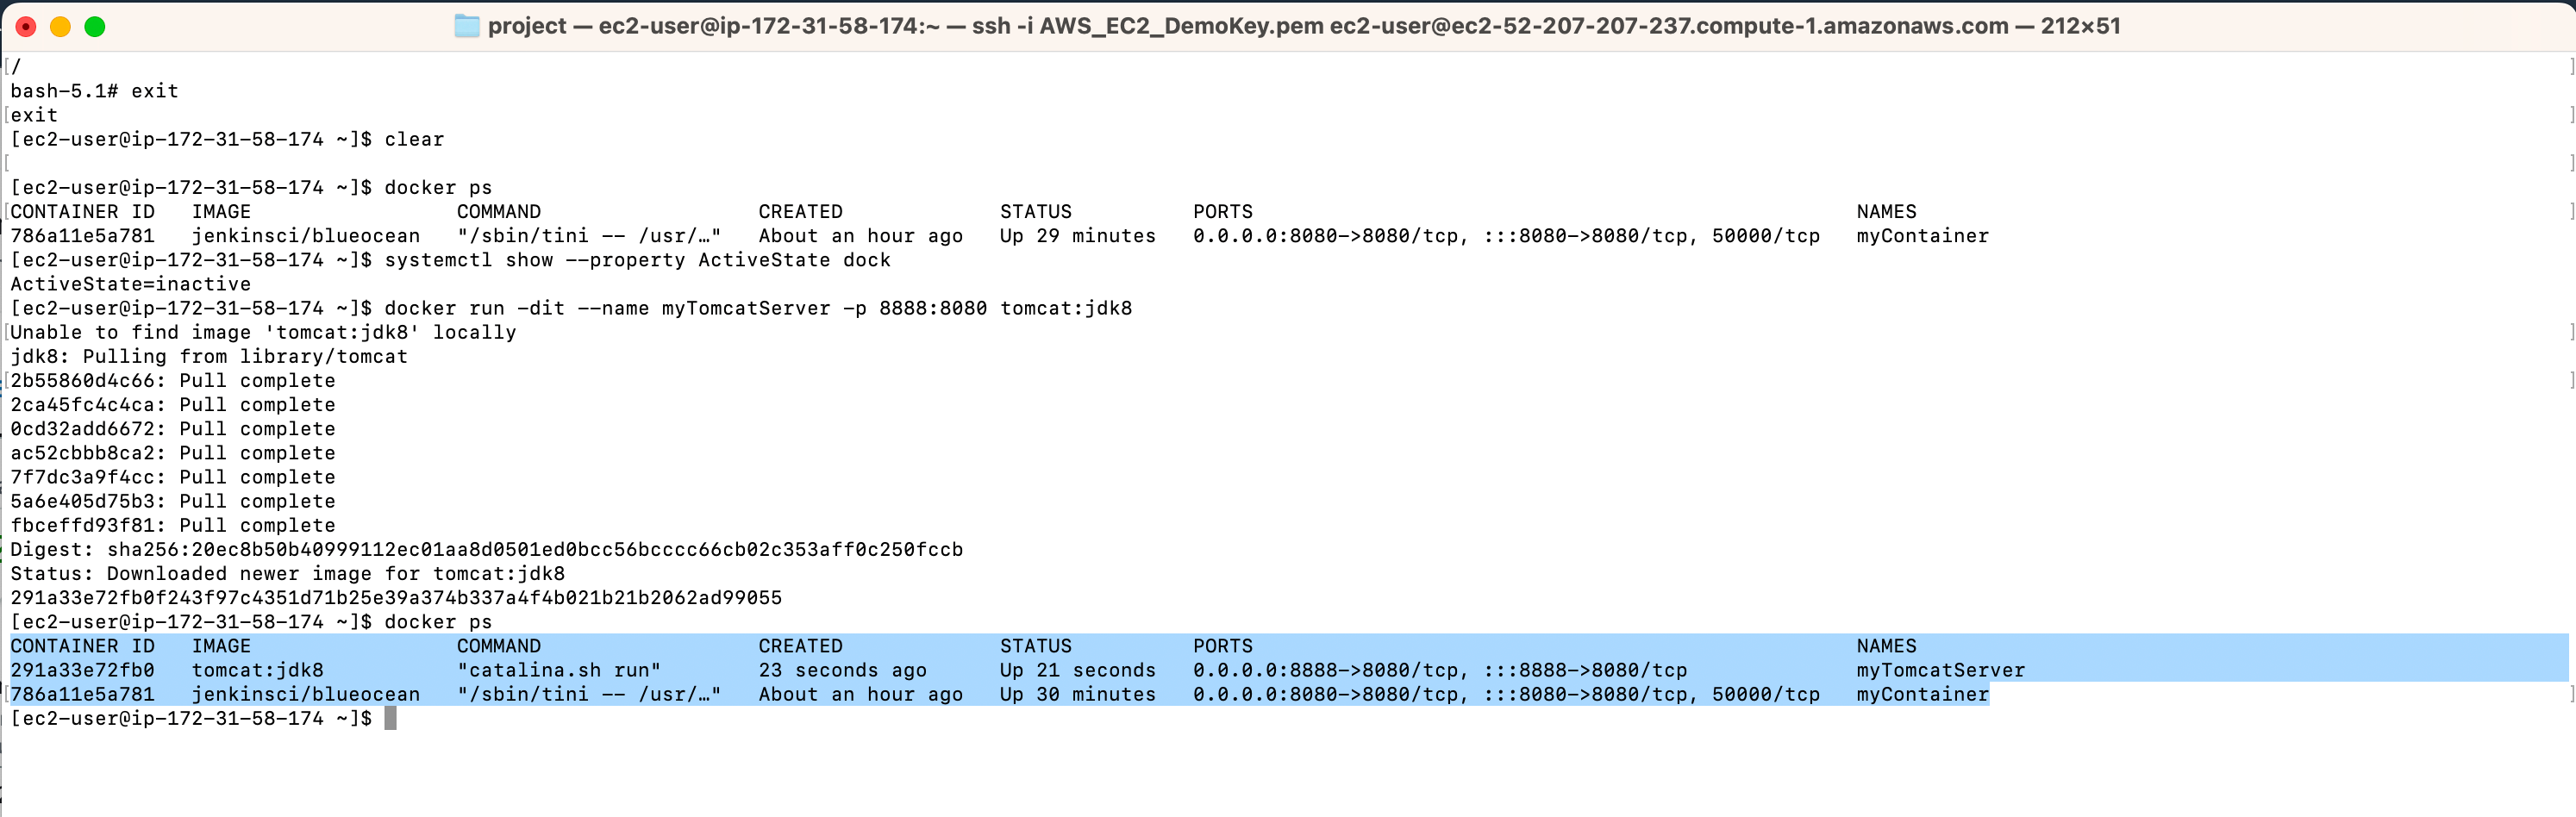 project — ec2-user@ip-172-31-58-174:~ — ssh -i AWS_EC2_DemoKey.pem ec2-user@ec2-52-207-207-237.compute-1.amazonaws.com — 212×51
[/ ]
bash-5.1# exit
[exit ]
[ec2-user@ip-172-31-58-174 ~]$ clear
[ ]
[ec2-user@ip-172-31-58-174 ~]$ docker ps
[CONTAINER ID   IMAGE                 COMMAND                  CREATED             STATUS          PORTS                                                  NAMES ]
786a11e5a781   jenkinsci/blueocean   "/sbin/tini -- /usr/…"   About an hour ago   Up 29 minutes   0.0.0.0:8080->8080/tcp, :::8080->8080/tcp, 50000/tcp   myContainer
[ec2-user@ip-172-31-58-174 ~]$ systemctl show --property ActiveState dock
ActiveState=inactive
[ec2-user@ip-172-31-58-174 ~]$ docker run -dit --name myTomcatServer -p 8888:8080 tomcat:jdk8
[Unable to find image 'tomcat:jdk8' locally ]
jdk8: Pulling from library/tomcat
[2b55860d4c66: Pull complete ]
2ca45fc4c4ca: Pull complete
0cd32add6672: Pull complete
ac52cbbb8ca2: Pull complete
7f7dc3a9f4cc: Pull complete
5a6e405d75b3: Pull complete
fbceffd93f81: Pull complete
Digest: sha256:20ec8b50b40999112ec01aa8d0501ed0bcc56bcccc66cb02c353aff0c250fccb
Status: Downloaded newer image for tomcat:jdk8
291a33e72fb0f243f97c4351d71b25e39a374b337a4f4b021b21b2062ad99055
[ec2-user@ip-172-31-58-174 ~]$ docker ps
CONTAINER ID   IMAGE                 COMMAND                  CREATED             STATUS          PORTS                                                  NAMES
291a33e72fb0   tomcat:jdk8           "catalina.sh run"        23 seconds ago      Up 21 seconds   0.0.0.0:8888->8080/tcp, :::8888->8080/tcp              myTomcatServer
[786a11e5a781   jenkinsci/blueocean   "/sbin/tini -- /usr/…"   About an hour ago   Up 30 minutes   0.0.0.0:8080->8080/tcp, :::8080->8080/tcp, 50000/tcp   myContainer ]
[ec2-user@ip-172-31-58-174 ~]$